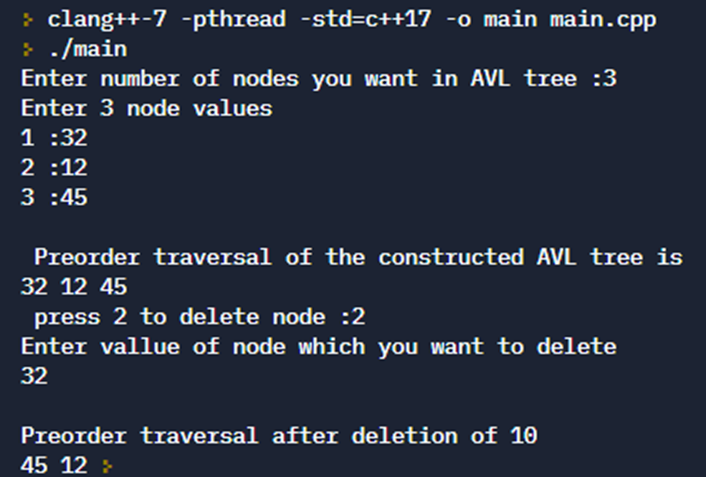 > clang++-7 -pthread -std=c++17 -o main main.cpp
> ./main
Enter number of nodes you want in AVL tree :3
Enter 3 node values
1 :32
2 :12
3 :45
Preorder traversal of the constructed AVL tree is
32 12 45
press 2 to delete node :2
Enter vallue of node which you want to delete
32
Preorder traversal after deletion of 10
45 12 >